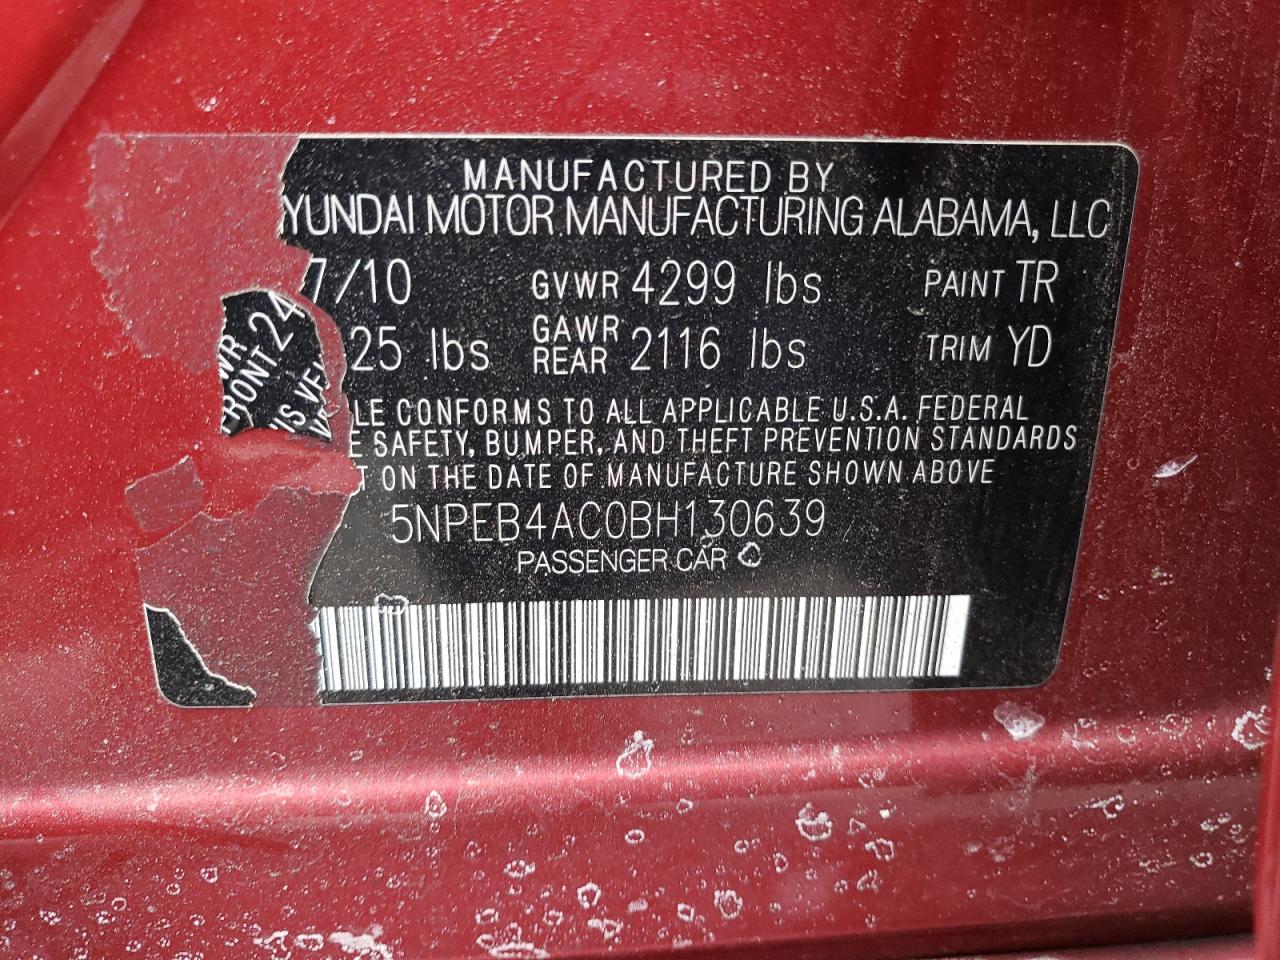 MANUFACTURED BY
YUNDAI MOTOR MANUFACTURING ALABAMA, LLC
7/10 GVWR 4299 lbs PAINT TR
WR
RONT 24
25 lbs GAWR REAR 2116 lbs TRIM YD
LE CONFORMS TO ALL APPLICABLE U.S.A. FEDERAL
E SAFETY, BUMPER, AND THEFT PREVENTION STANDARDS
ON THE DATE OF MANUFACTURE SHOWN ABOVE
5NPEB4AC0BH130639
PASSENGER CAR